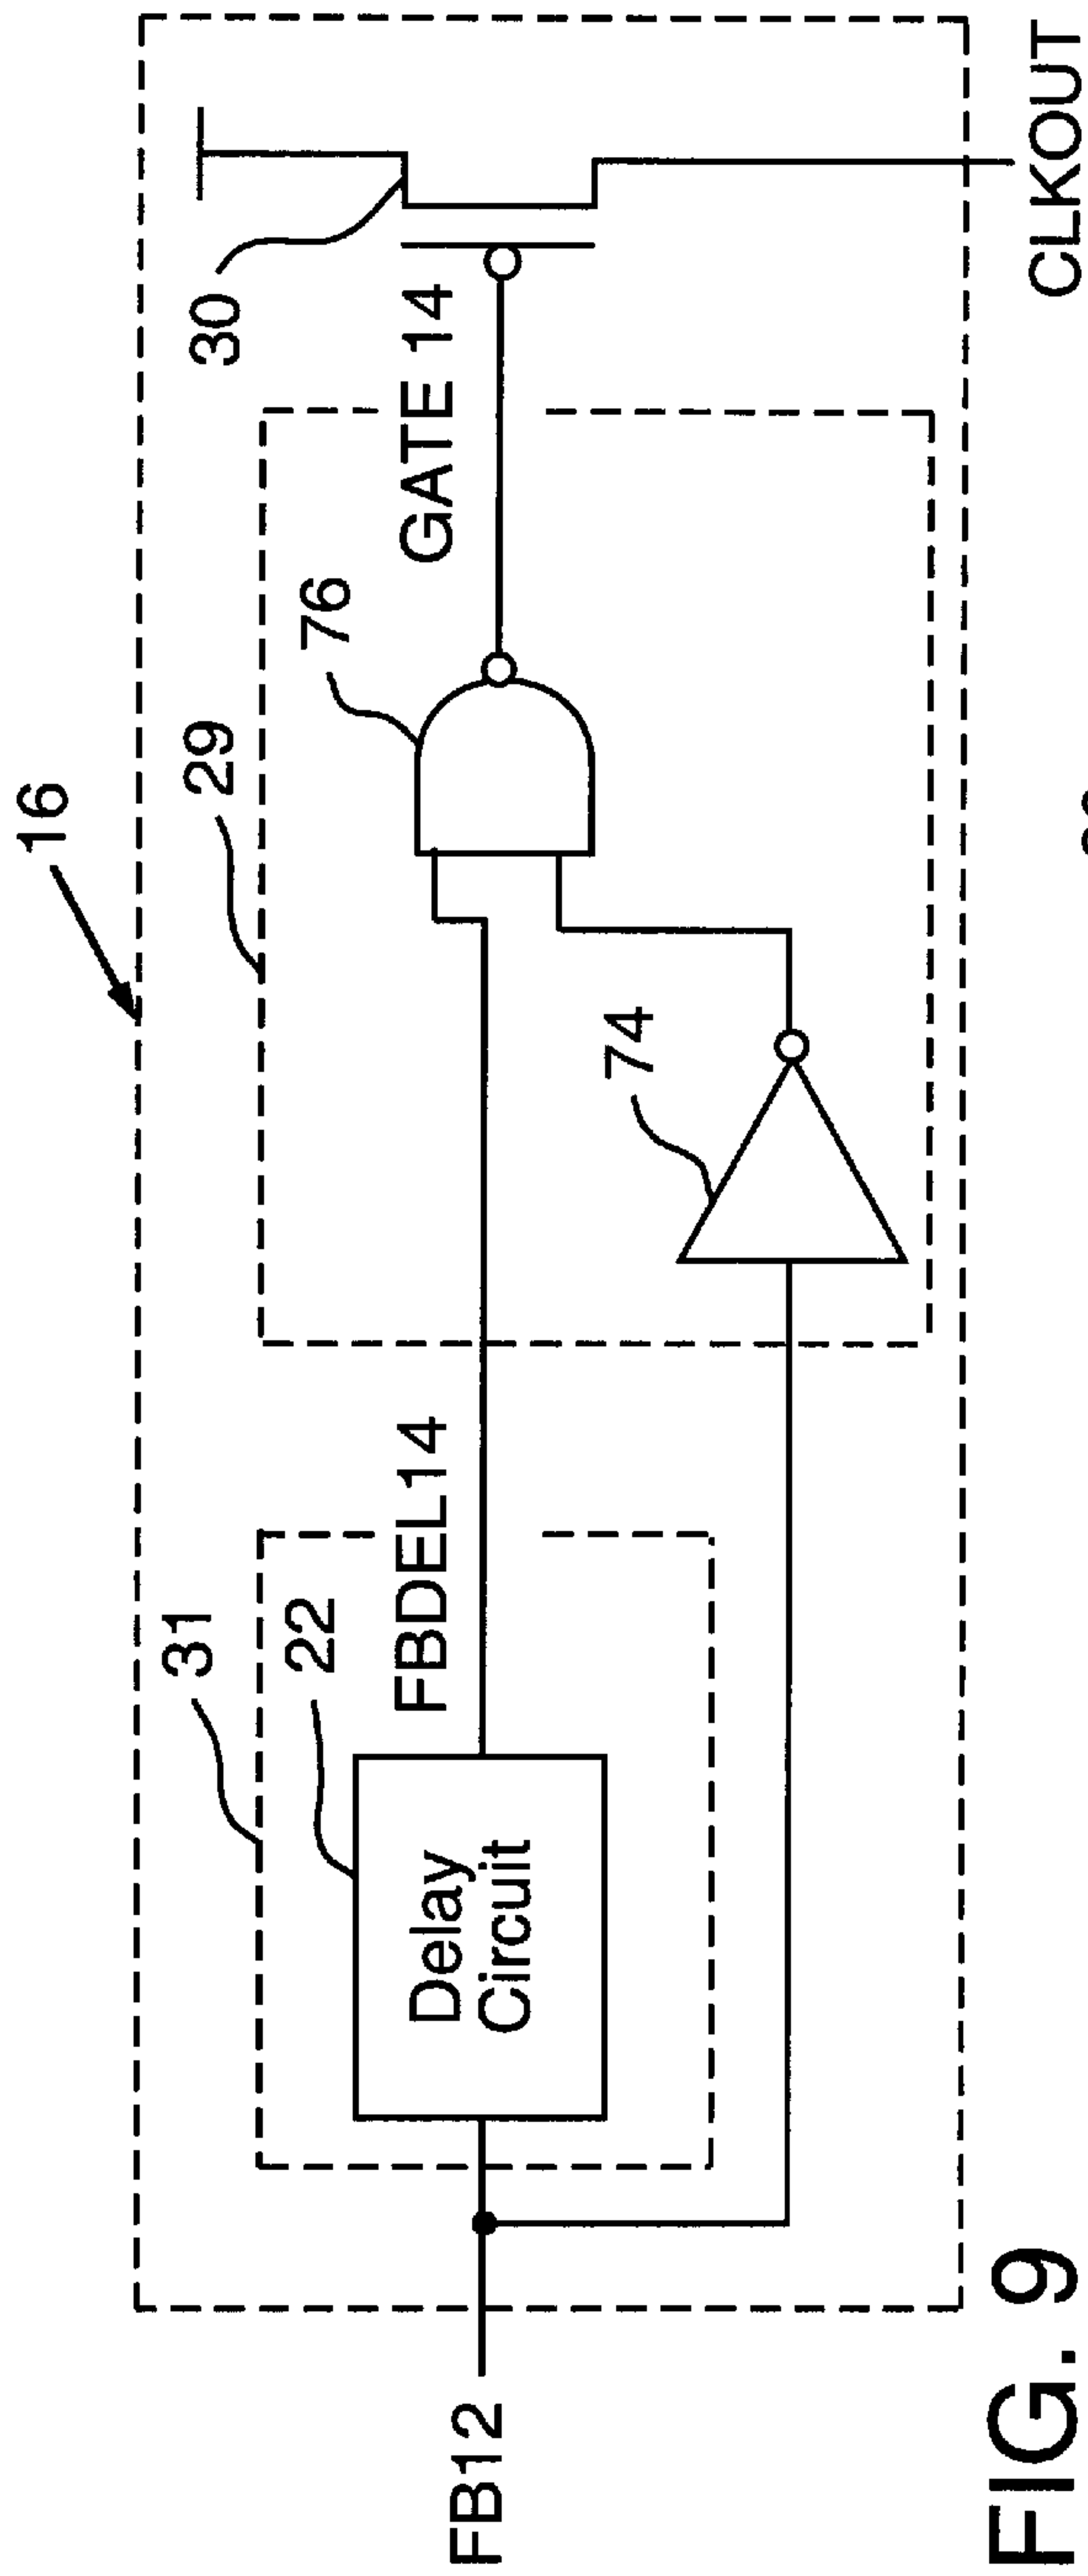 16
29
31
22
76
30
74
GATE 14
FBDEL14
Delay
Circuit
FB12
CLKOUT
FIG. 9